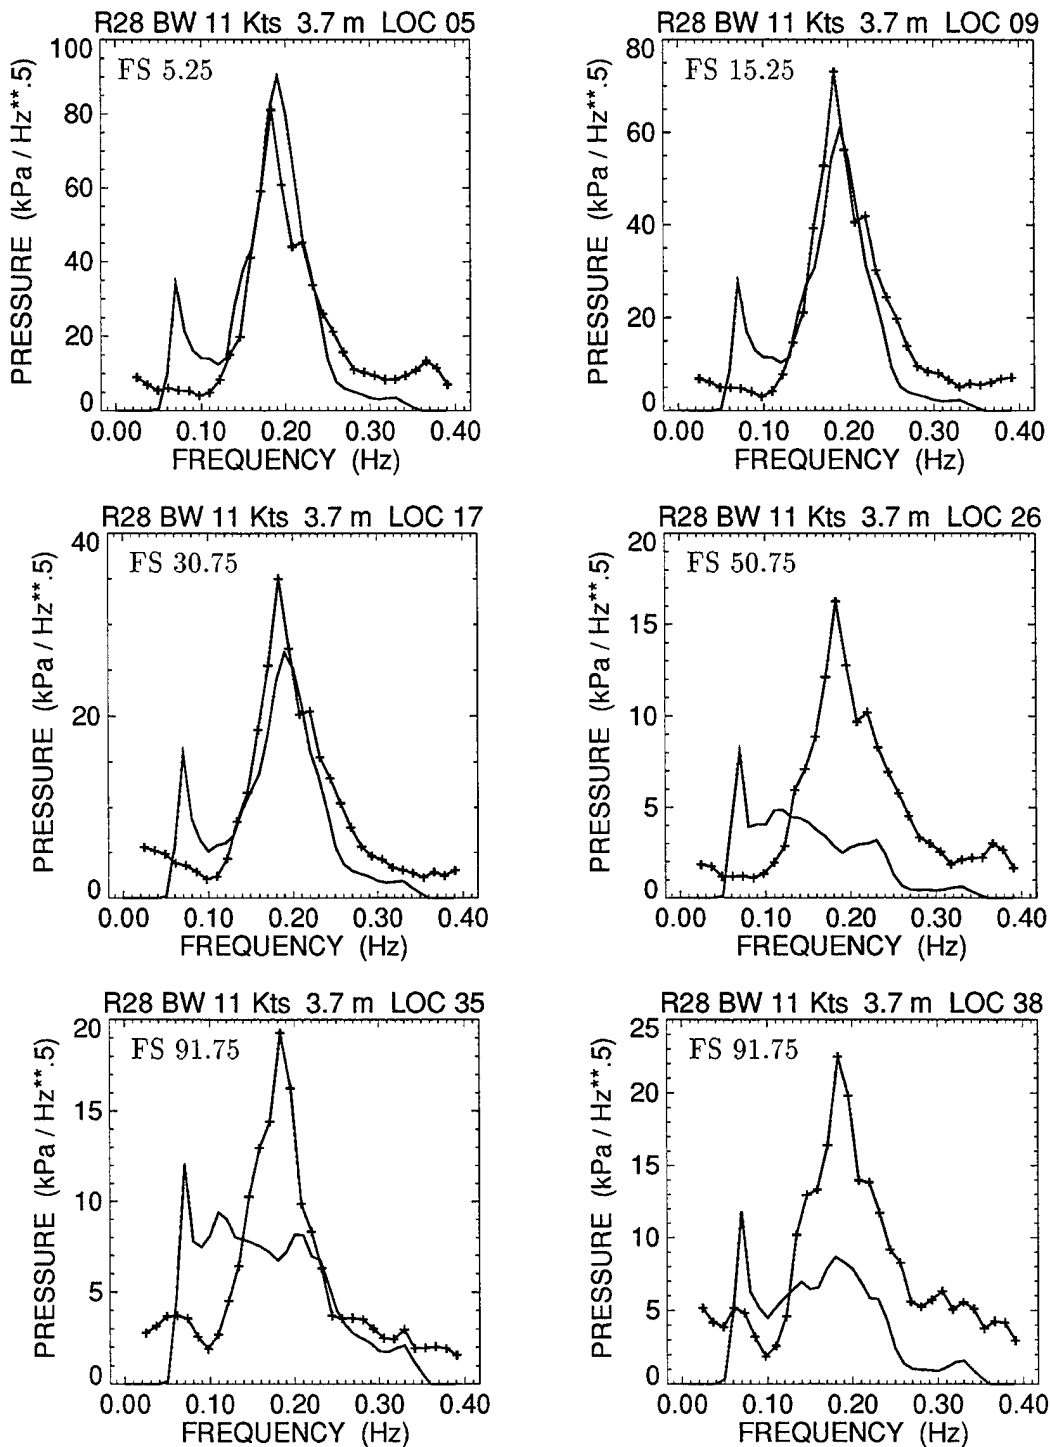 R28 BW 11 Kts 3.7 m LOC 05
FS 5.25
PRESSURE (kPa / Hz**.5)
100
80
60
40
20
0
0.00 0.10 0.20 0.30 0.40
FREQUENCY (Hz)
R28 BW 11 Kts 3.7 m LOC 09
FS 15.25
PRESSURE (kPa / Hz**.5)
80
60
40
20
0
0.00 0.10 0.20 0.30 0.40
FREQUENCY (Hz)
R28 BW 11 Kts 3.7 m LOC 17
FS 30.75
PRESSURE (kPa / Hz**.5)
40
20
0
0.00 0.10 0.20 0.30 0.40
FREQUENCY (Hz)
R28 BW 11 Kts 3.7 m LOC 26
FS 50.75
PRESSURE (kPa / Hz**.5)
20
15
10
5
0
0.00 0.10 0.20 0.30 0.40
FREQUENCY (Hz)
R28 BW 11 Kts 3.7 m LOC 35
FS 91.75
PRESSURE (kPa / Hz**.5)
20
15
10
5
0
0.00 0.10 0.20 0.30 0.40
FREQUENCY (Hz)
R28 BW 11 Kts 3.7 m LOC 38
FS 91.75
PRESSURE (kPa / Hz**.5)
25
20
15
10
5
0
0.00 0.10 0.20 0.30 0.40
FREQUENCY (Hz)